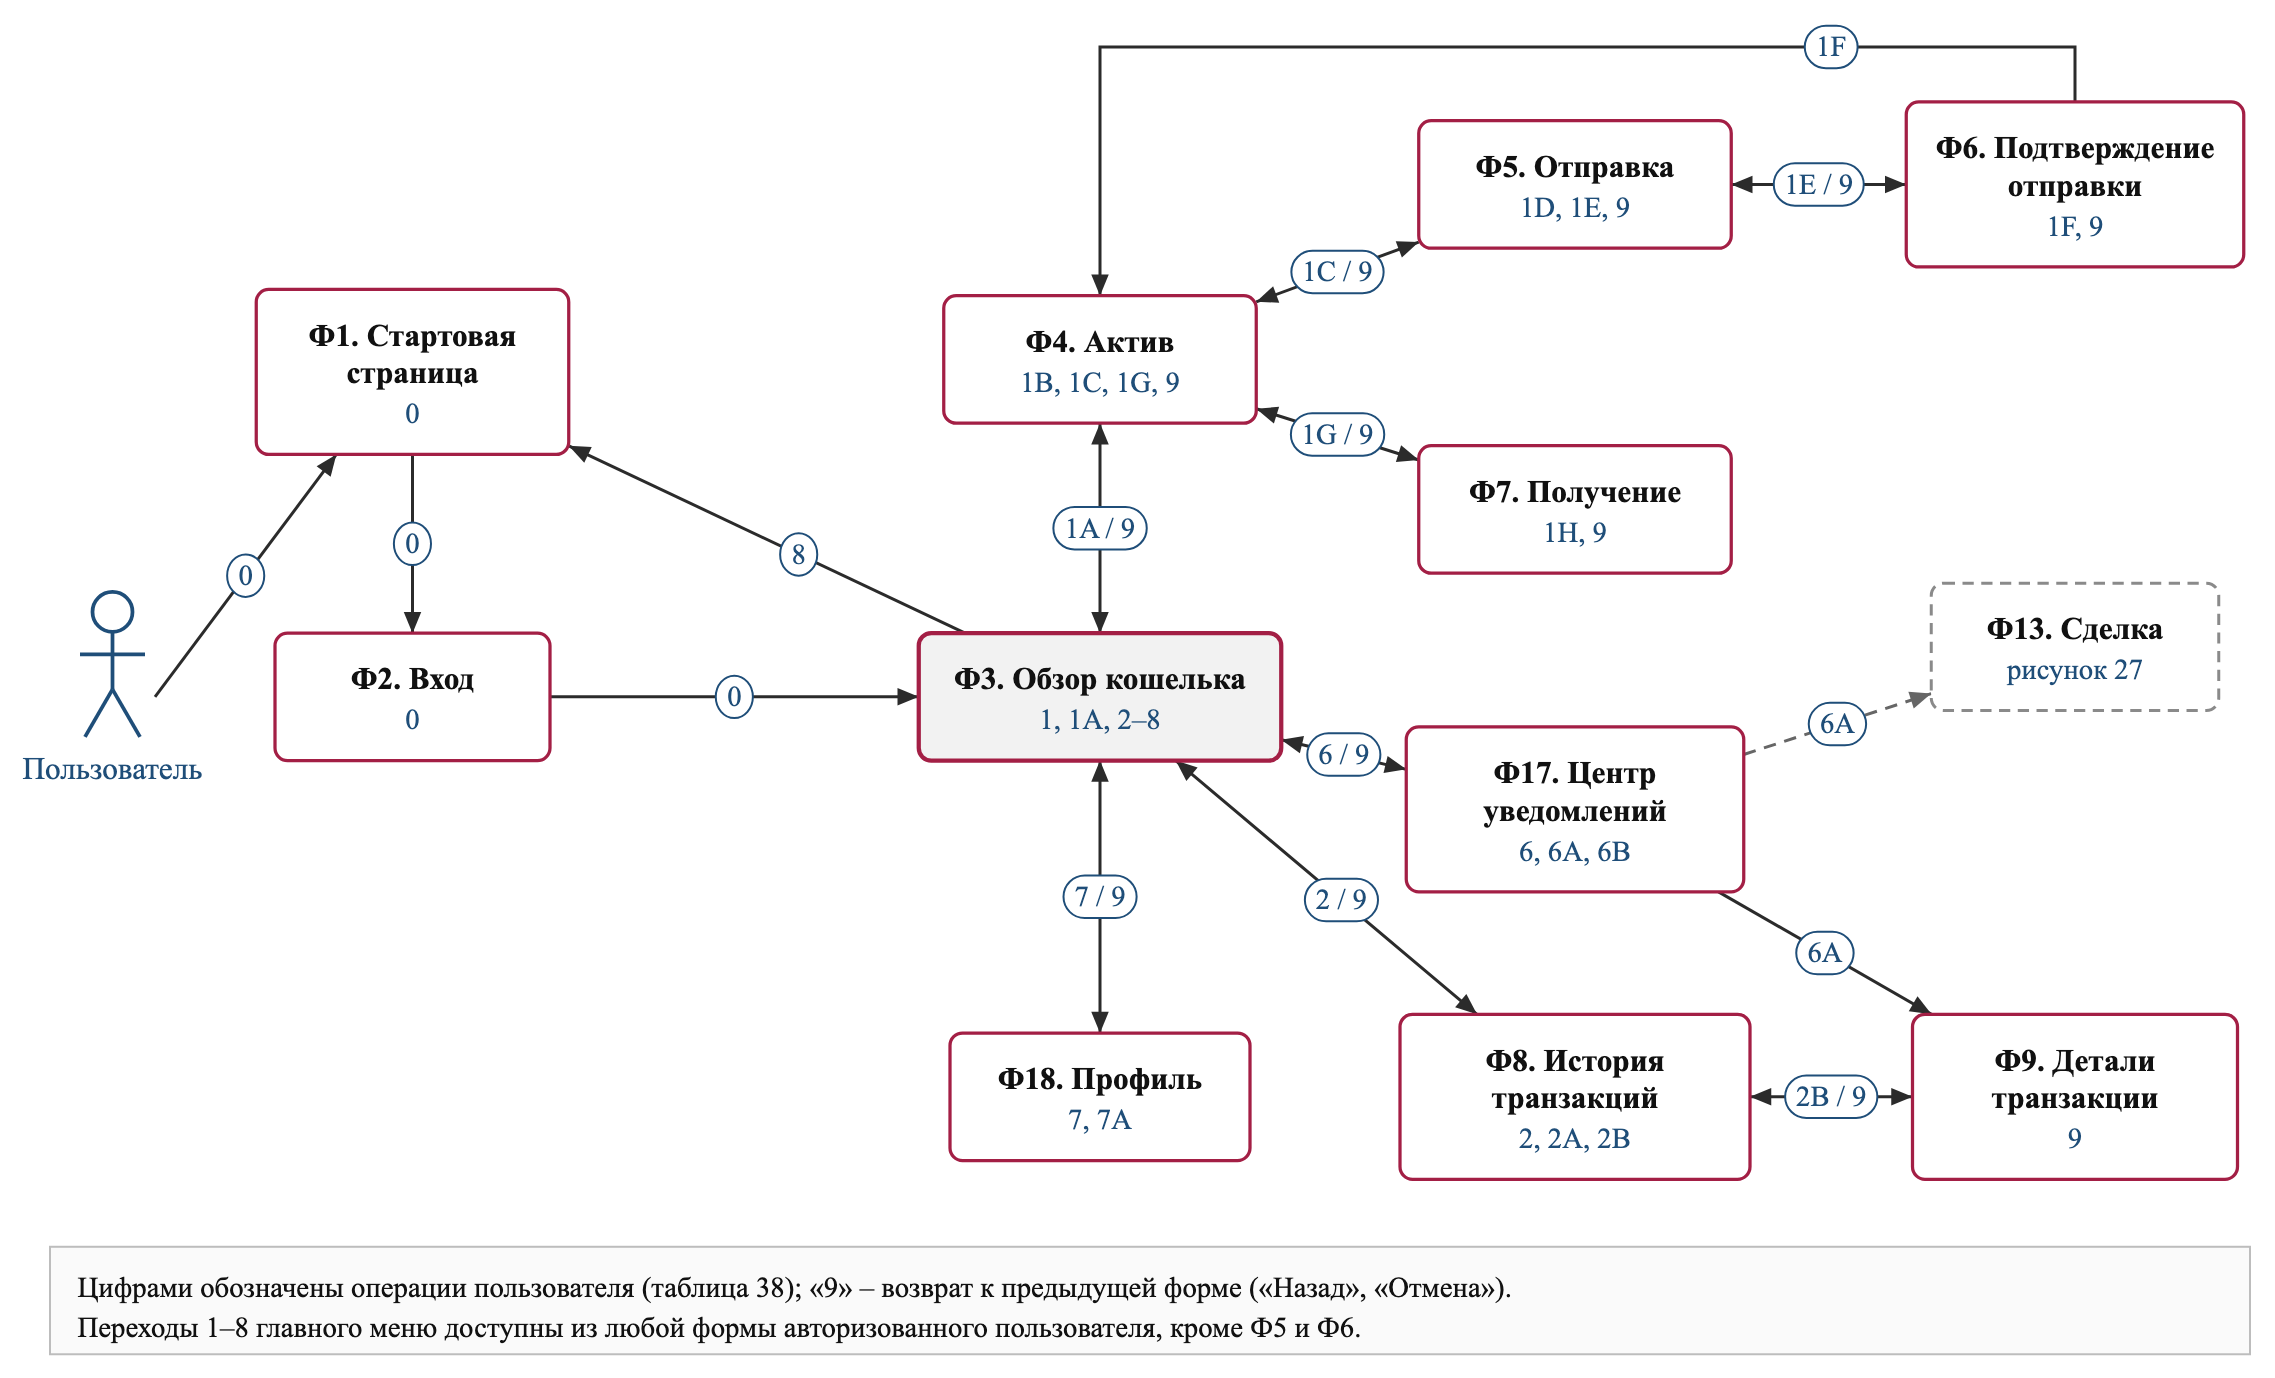 1F
Ф5. Отправка
1D, 1E, 9
1E / 9
Ф6. Подтверждение
отправки
1F, 9
1C / 9
Ф1. Стартовая
страница
0
Ф4. Актив
1B, 1C, 1G, 9
1G / 9
Ф7. Получение
1H, 9
0
0
8
1A / 9
Пользователь
Ф2. Вход
0
0
Ф3. Обзор кошелька
1, 1A, 2–8
Ф13. Сделка
рисунок 27
6A
6 / 9
Ф17. Центр
уведомлений
6, 6A, 6B
7 / 9
2 / 9
6A
Ф18. Профиль
7, 7A
Ф8. История
транзакций
2, 2A, 2B
2B / 9
Ф9. Детали
транзакции
9
Цифрами обозначены операции пользователя (таблица 38); «9» – возврат к предыдущей форме («Назад», «Отмена»).
Переходы 1–8 главного меню доступны из любой формы авторизованного пользователя, кроме Ф5 и Ф6.